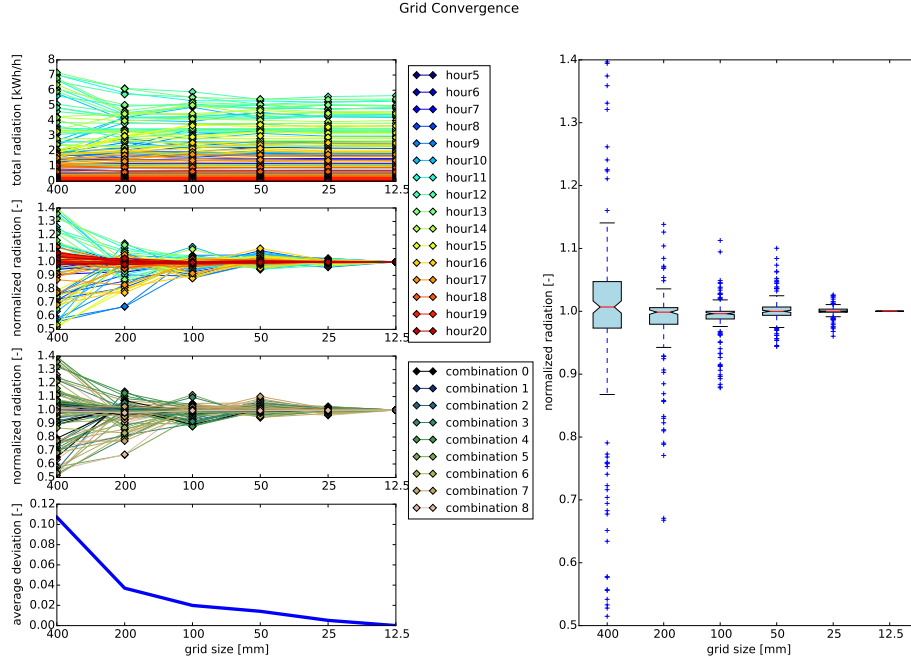 Grid Convergence
total radiation [kWh/h]
8
7
6
5
4
3
2
1
0
400 200 100 50 25 12.5
normalized radiation [-]
1.4
1.3
1.2
1.1
1.0
0.9
0.8
0.7
0.6
0.5
400 200 100 50 25 12.5
hour5
hour6
hour7
hour8
hour9
hour10
hour11
hour12
hour13
hour14
hour15
hour16
hour17
hour18
hour19
hour20
normalized radiation [-]
1.4
1.3
1.2
1.1
1.0
0.9
0.8
0.7
0.6
0.5
400 200 100 50 25 12.5
combination 0
combination 1
combination 2
combination 3
combination 4
combination 5
combination 6
combination 7
combination 8
average deviation [-]
0.12
0.10
0.08
0.06
0.04
0.02
0.00
400 200 100 50 25 12.5
grid size [mm]
normalized radiation [-]
1.4
1.3
1.2
1.1
1.0
0.9
0.8
0.7
0.6
0.5
400 200 100 50 25 12.5
grid size [mm]